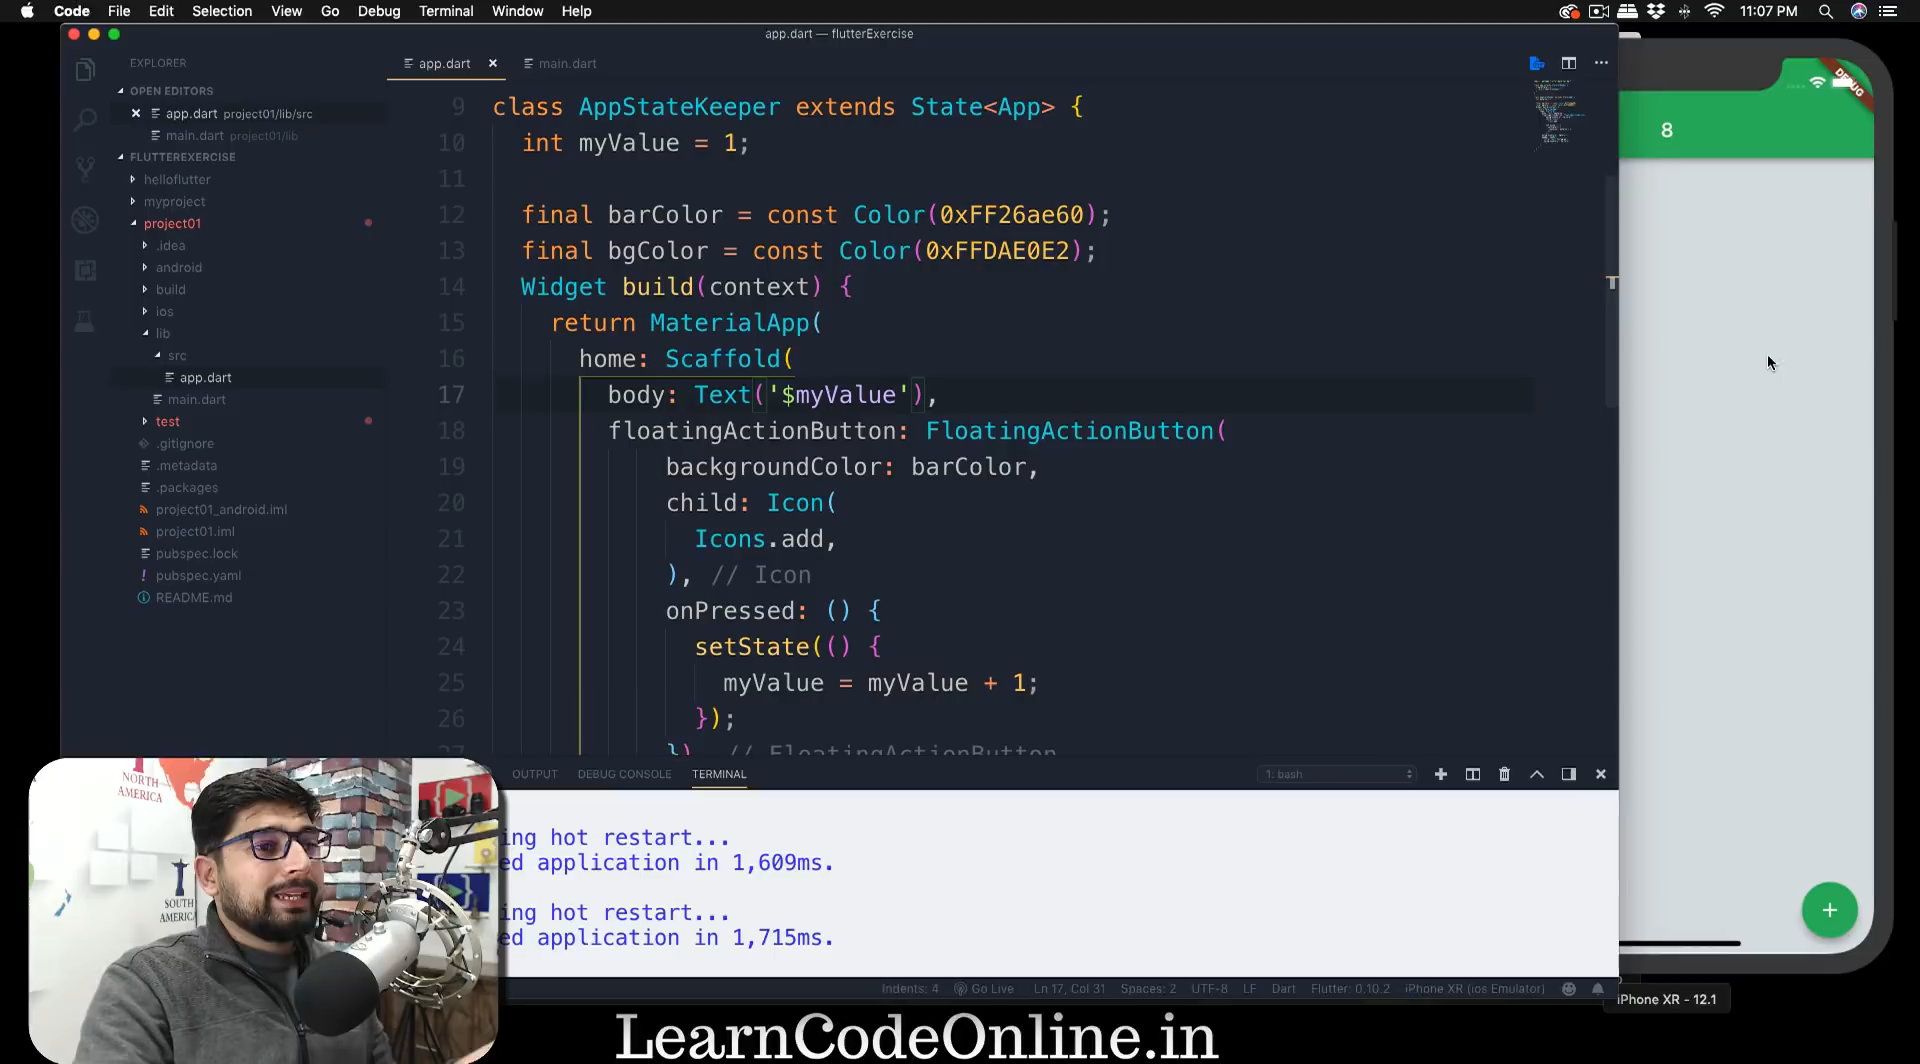 Code File Edit Selection View Go Debug Terminal Window Help
11:07 PM
app.dart — flutterExercise
EXPLORER
OPEN EDITORS
app.dart project01/lib/src
main.dart project01/lib
FLUTTEREXERCISE
helloflutter
myproject
project01
.idea
android
build
ios
lib
src
app.dart
main.dart
test
.gitignore
.metadata
.packages
project01_android.iml
project01.iml
pubspec.lock
pubspec.yaml
README.md
app.dart main.dart
9 class AppStateKeeper extends State<App> {
10 int myValue = 1;
11
12 final barColor = const Color(0xFF26ae60);
13 final bgColor = const Color(0xFFDAE0E2);
14 Widget build(context) {
15 return MaterialApp(
16 home: Scaffold(
17 body: Text('$myValue'),
18 floatingActionButton: FloatingActionButton(
19 backgroundColor: barColor,
20 child: Icon(
21 Icons.add,
22 ), // Icon
23 onPressed: () {
24 setState(() {
25 myValue = myValue + 1;
26 });
27 }), // FloatingActionButton
OUTPUT DEBUG CONSOLE TERMINAL
1: bash
ing hot restart...
ed application in 1,609ms.
ing hot restart...
ed application in 1,715ms.
Indents: 4 Go Live Ln 17, Col 31 Spaces: 2 UTF-8 LF Dart Flutter: 0.10.2 iPhone XR (ios Emulator)
DEBUG
8
+
iPhone XR - 12.1
NORTH
AMERICA
SOUTH
AMERICA
LearnCodeOnline.in